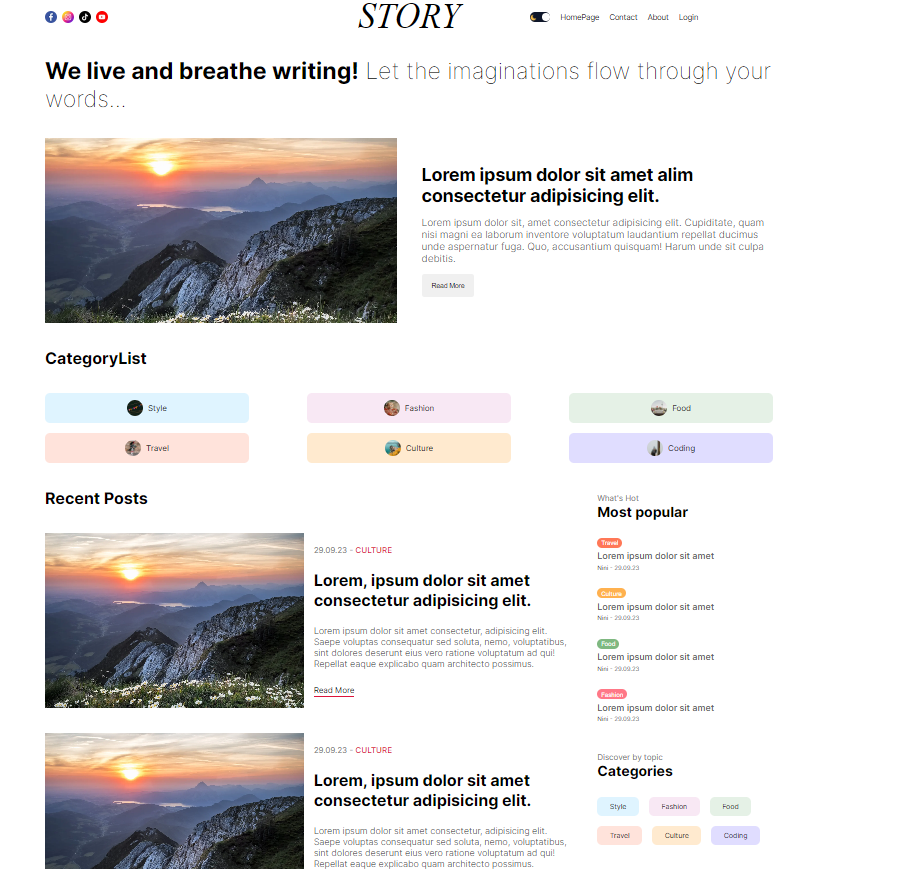 STORY
HomePage Contact About Login
We live and breathe writing! Let the imaginations flow through your
words...
Lorem ipsum dolor sit amet alim
consectetur adipisicing elit.
Lorem ipsum dolor sit, amet consectetur adipisicing elit. Cupiditate, quam
nisi magni ea laborum inventore voluptatum laudantium repellat ducimus
unde aspernatur fuga. Quo, accusantium quisquam! Harum unde sit culpa
debitis.
Read More
CategoryList
Style
Fashion
Food
Travel
Culture
Coding
Recent Posts
29.09.23 - CULTURE
Lorem, ipsum dolor sit amet
consectetur adipisicing elit.
Lorem ipsum dolor sit amet consectetur, adipisicing elit.
Saepe voluptas consequatur sed soluta, nemo, voluptatibus,
sint dolores deserunt eius vero ratione voluptatum ad qui!
Repellat eaque explicabo quam architecto possimus.
Read More
29.09.23 - CULTURE
Lorem, ipsum dolor sit amet
consectetur adipisicing elit.
Lorem ipsum dolor sit amet consectetur, adipisicing elit.
Saepe voluptas consequatur sed soluta, nemo, voluptatibus,
sint dolores deserunt eius vero ratione voluptatum ad qui!
Repellat eaque explicabo quam architecto possimus.
What's Hot
Most popular
Travel
Lorem ipsum dolor sit amet
Nini - 29.09.23
Culture
Lorem ipsum dolor sit amet
Nini - 29.09.23
Food
Lorem ipsum dolor sit amet
Nini - 29.09.23
Fashion
Lorem ipsum dolor sit amet
Nini - 29.09.23
Discover by topic
Categories
Style
Fashion
Food
Travel
Culture
Coding